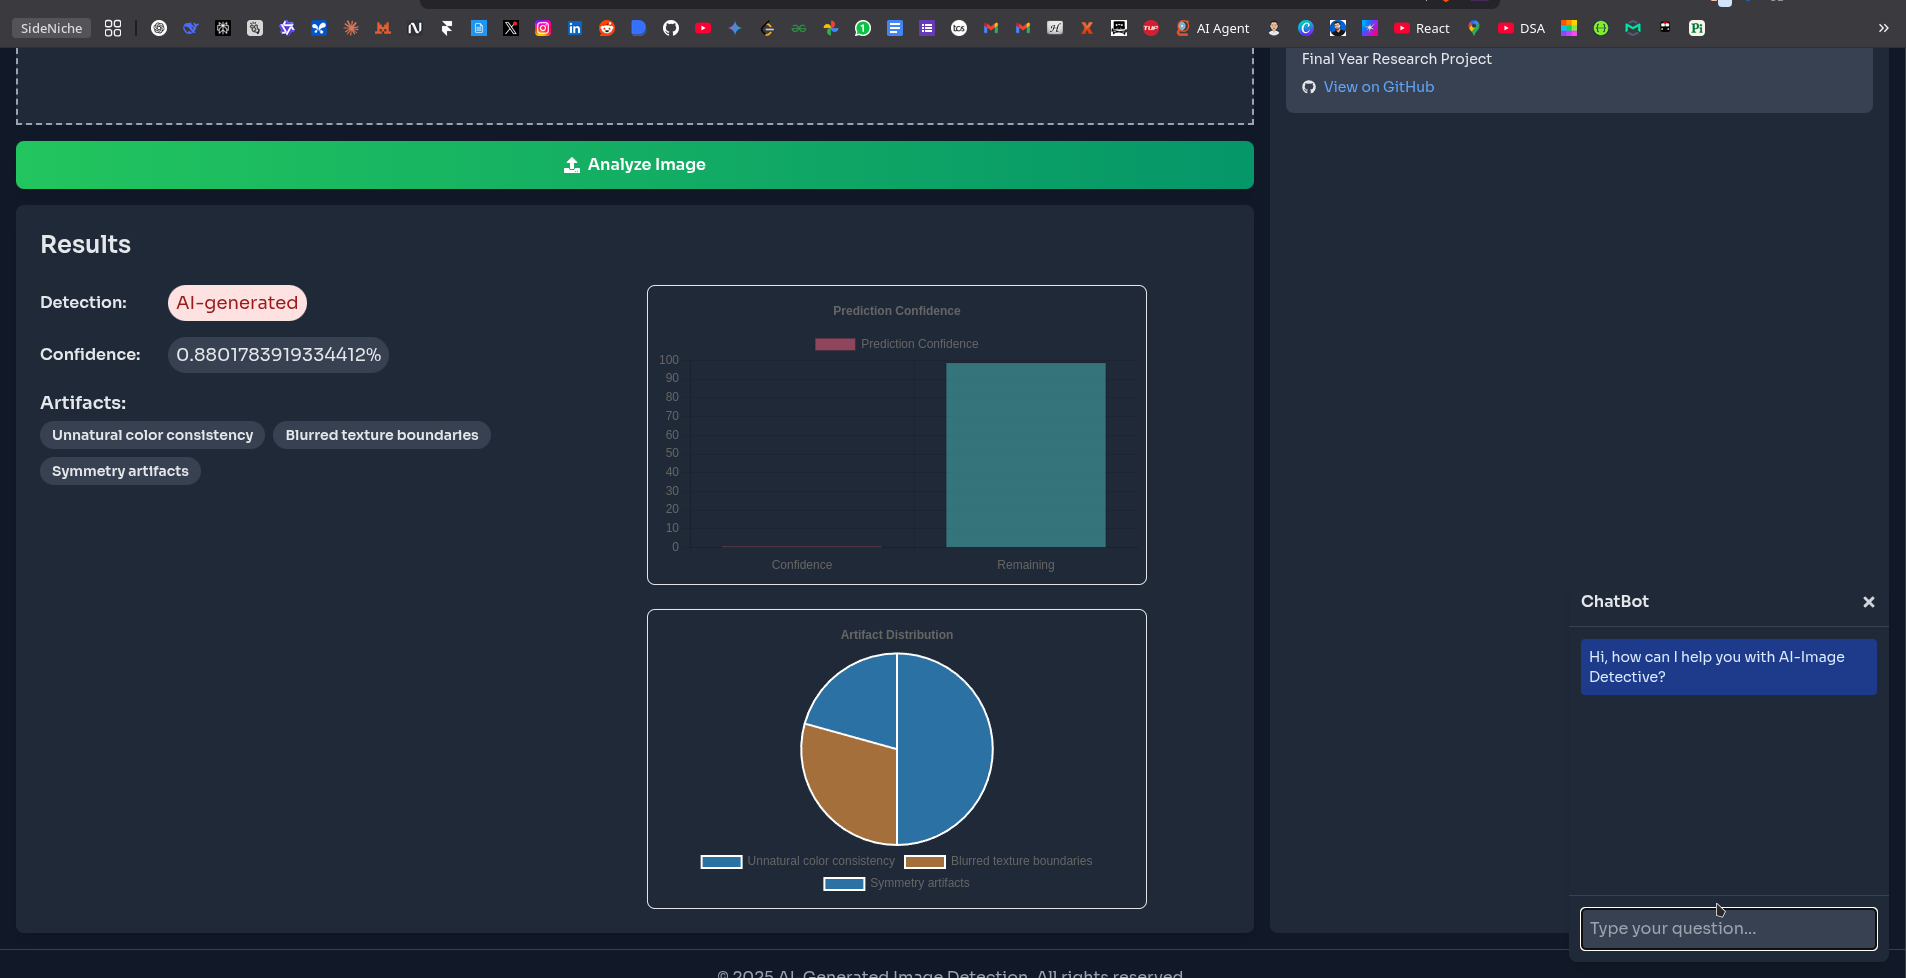 SideNiche
AI Agent
React
DSA
Final Year Research Project
View on GitHub
Analyze Image
Results
Detection: AI-generated
Confidence: 0.8801783919334412%
Artifacts:
Unnatural color consistency Blurred texture boundaries
Symmetry artifacts
Prediction Confidence
Prediction Confidence
100
90
80
70
60
50
40
30
20
10
0
Confidence Remaining
Artifact Distribution
Unnatural color consistency Blurred texture boundaries
Symmetry artifacts
ChatBot
Hi, how can I help you with AI-Image
Detective?
Type your question...
© 2025 AI-Generated Image Detection. All rights reserved.